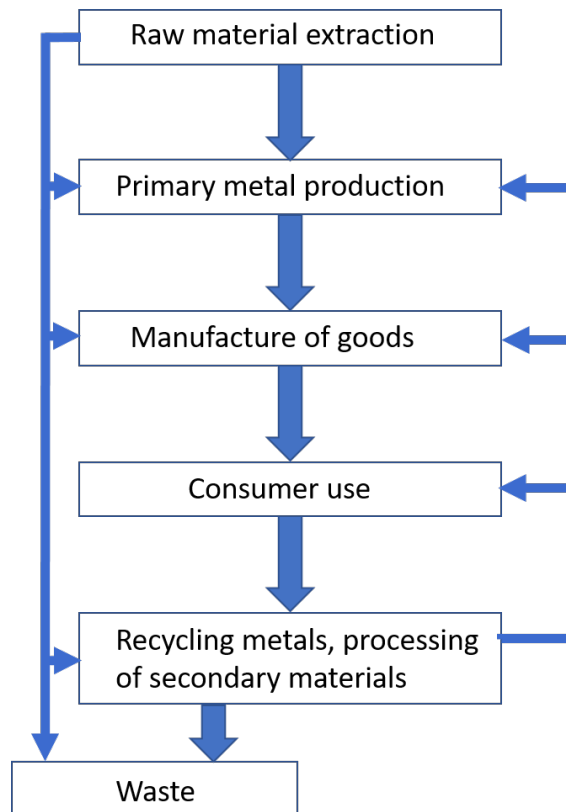 Raw material extraction
Primary metal production
Manufacture of goods
Consumer use
Recycling metals, processing
of secondary materials
Waste